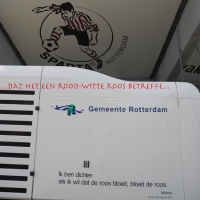 SPARTA
ROTTERDAM
DAT HET EEN ROOD-WITTE ROOS BETREFFE...
Gemeente Rotterdam
Ik ben dichter
als ik wil dat de roos bloeit, bloeit de roos.